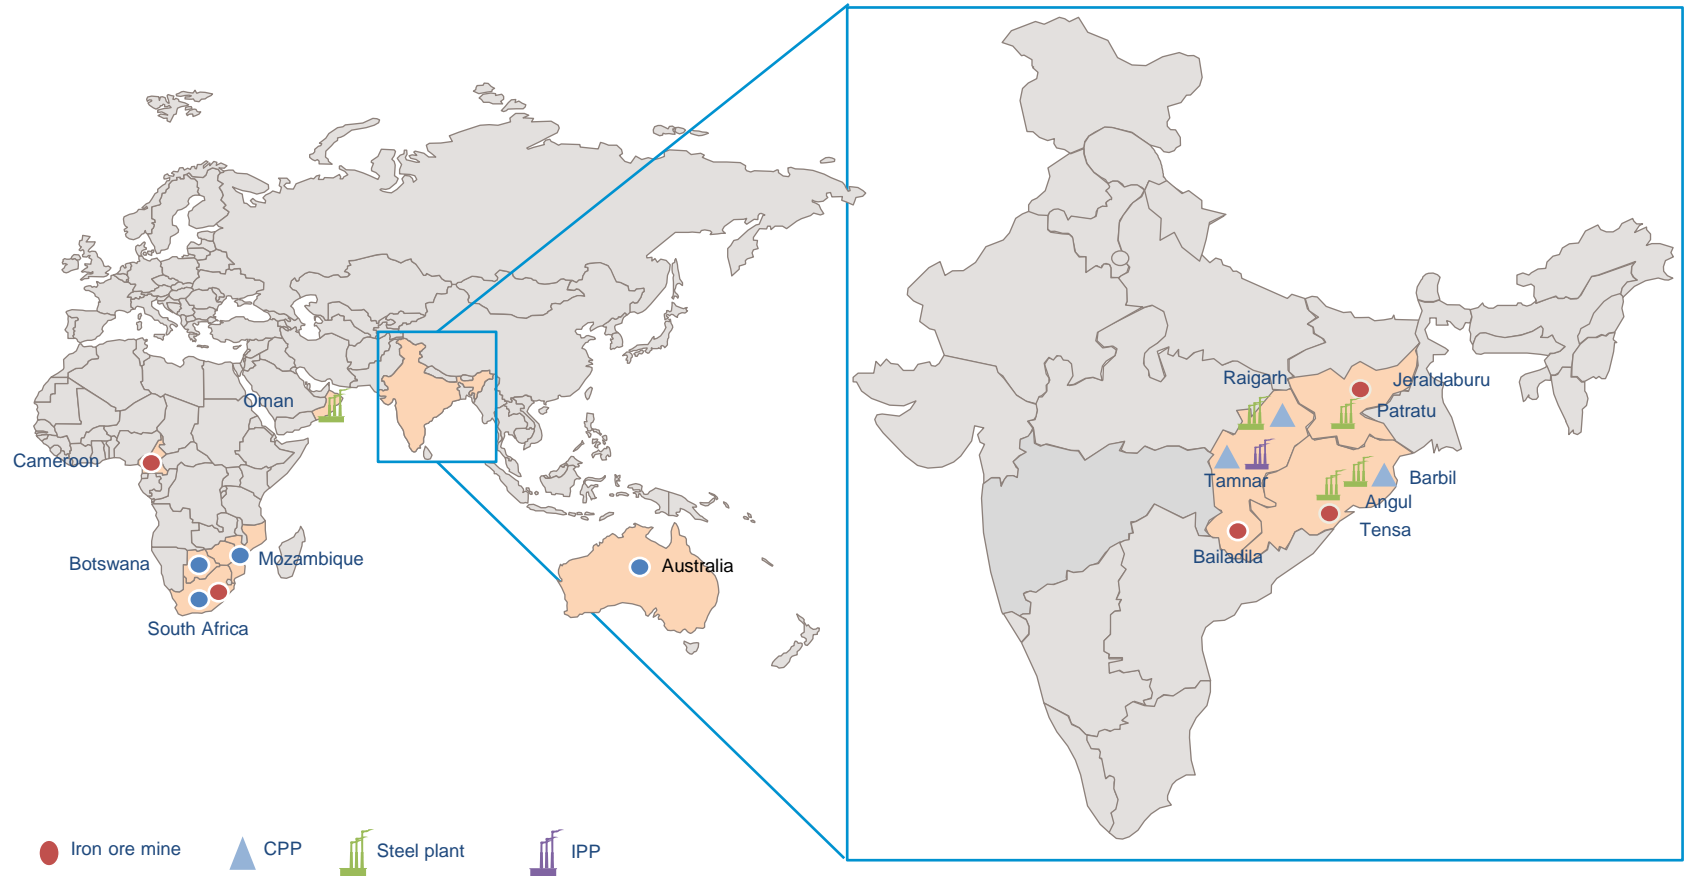 Oman
Cameroon
Botswana
Mozambique
South Africa
Australia
Raigarh
Jeraldaburu
Patratu
Tamnar
Barbil
Angul
Tensa
Bailadila
Iron ore mine
CPP
Steel plant
IPP